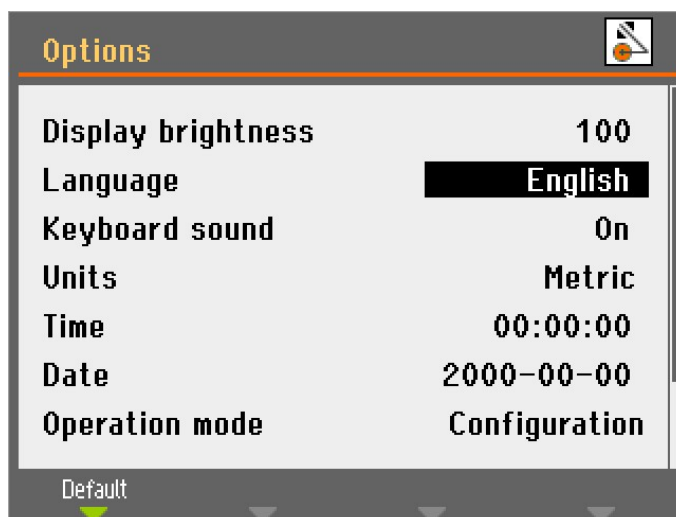 Options
Display brightness 100
Language English
Keyboard sound On
Units Metric
Time 00:00:00
Date 2000-00-00
Operation mode Configuration
Default